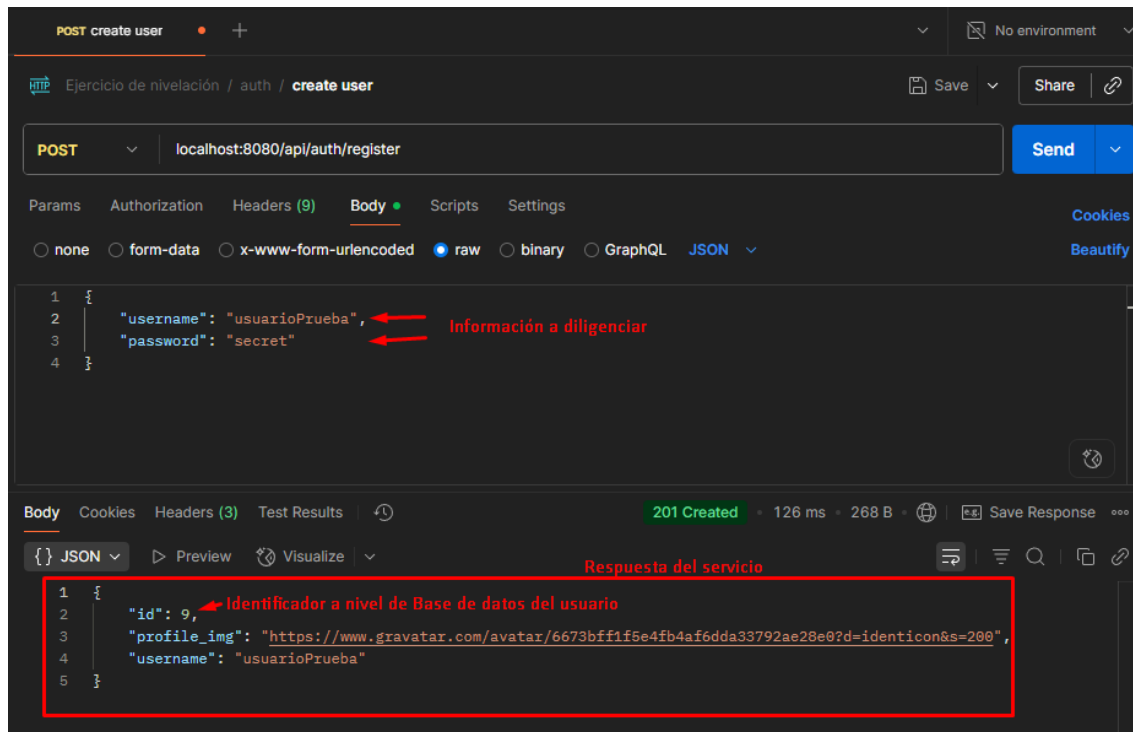 POST create user
No environment
HTTP Ejercicio de nivelación / auth / create user
Save
Share
POST localhost:8080/api/auth/register
Send
Params Authorization Headers (9) Body Scripts Settings
Cookies
none form-data x-www-form-urlencoded raw binary GraphQL JSON
Beautify
1 {
2 "username": "usuarioPrueba",
Información a diligenciar
3 "password": "secret"
4 }
Body Cookies Headers (3) Test Results 201 Created 126 ms 268 B e.g. Save Response
{} JSON Preview Visualize
Respuesta del servicio
1 {
2 "id": 9, Identificador a nivel de Base de datos del usuario
3 "profile_img": "https://www.gravatar.com/avatar/6673bff1f5e4fb4af6dda33792ae28e0?d=identicon&s=200",
4 "username": "usuarioPrueba"
5 }